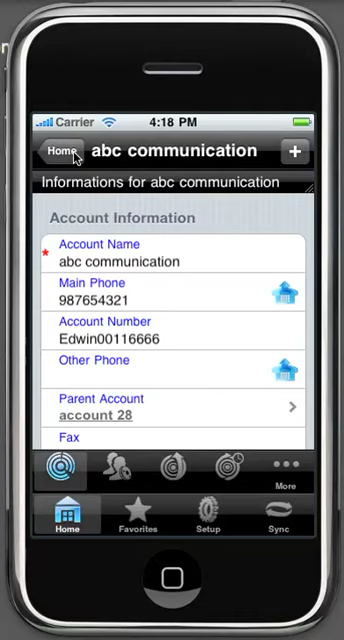 Carrier 4:18 PM
Home abc communication +
Informations for abc communication
Account Information
* Account Name
abc communication
Main Phone
987654321
Account Number
Edwin00116666
Other Phone
Parent Account
account 28
Fax
More
Home Favorites Setup Sync